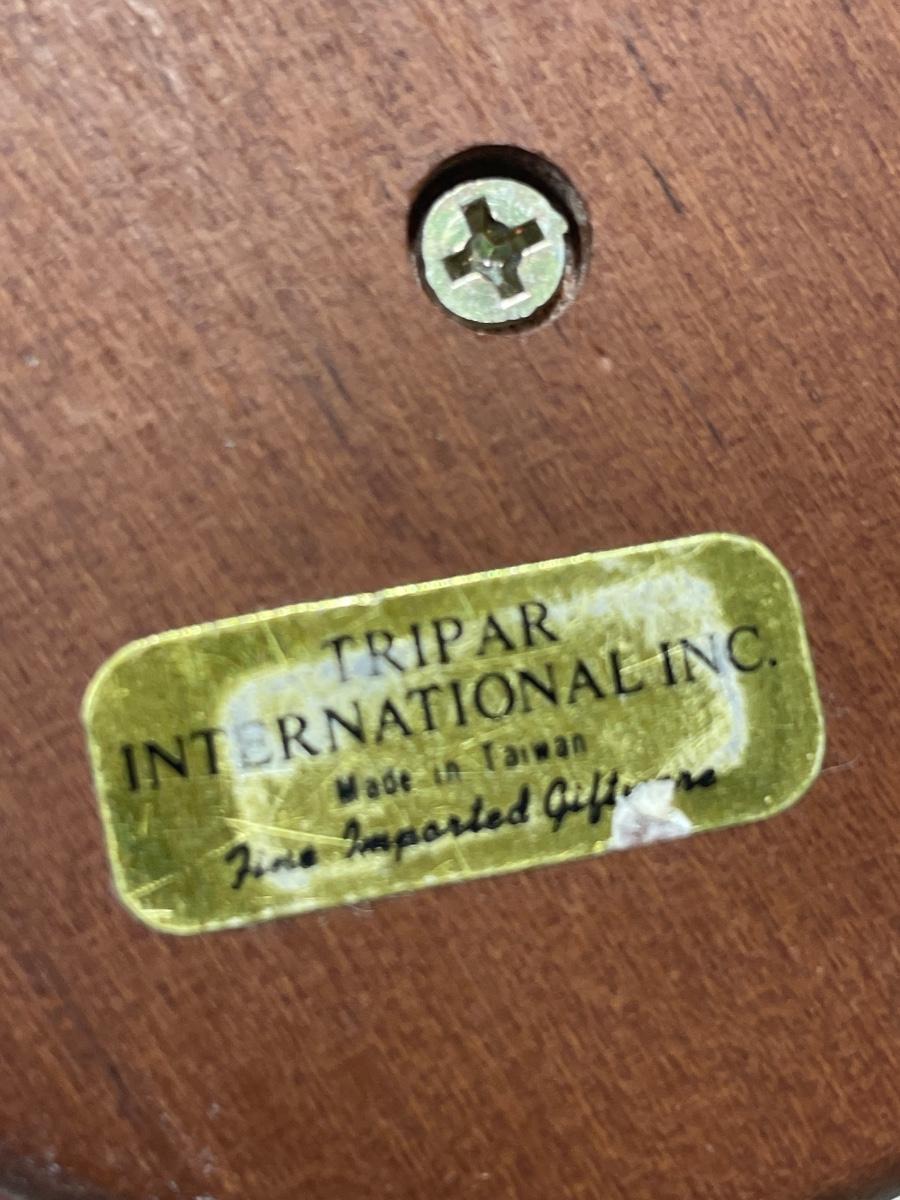 TRIPAR
INTERNATIONAL INC.
Made in Taiwan
Fine Imported Giftware